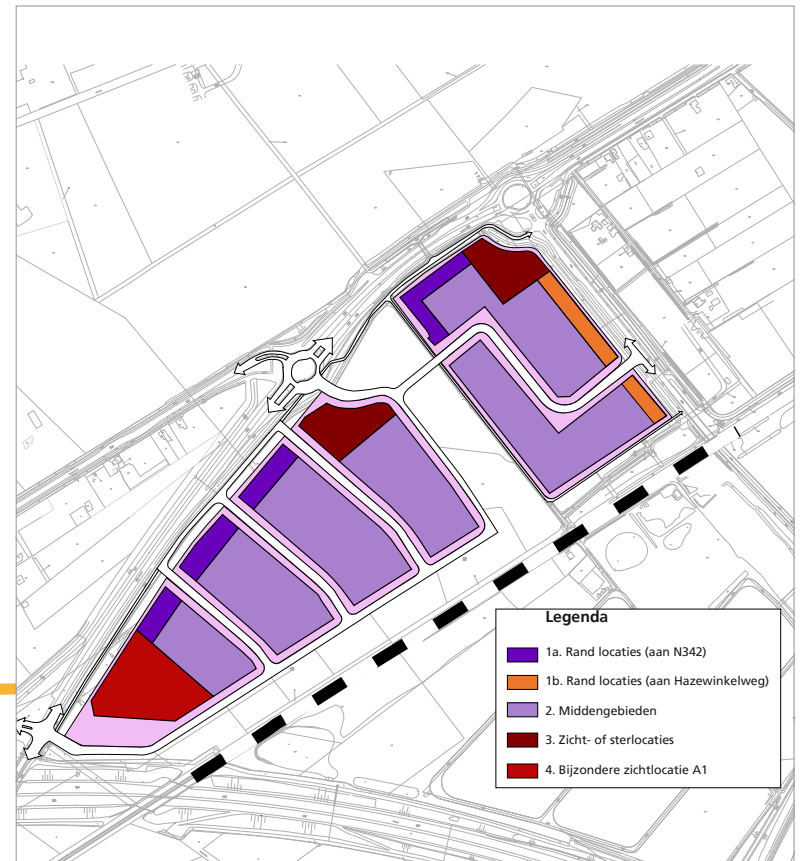 Legenda
1a. Rand locaties (aan N342)
1b. Rand locaties (aan Hazewinkelweg)
2. Middengebieden
3. Zicht- of sterlocaties
4. Bijzondere zichtlocatie A1